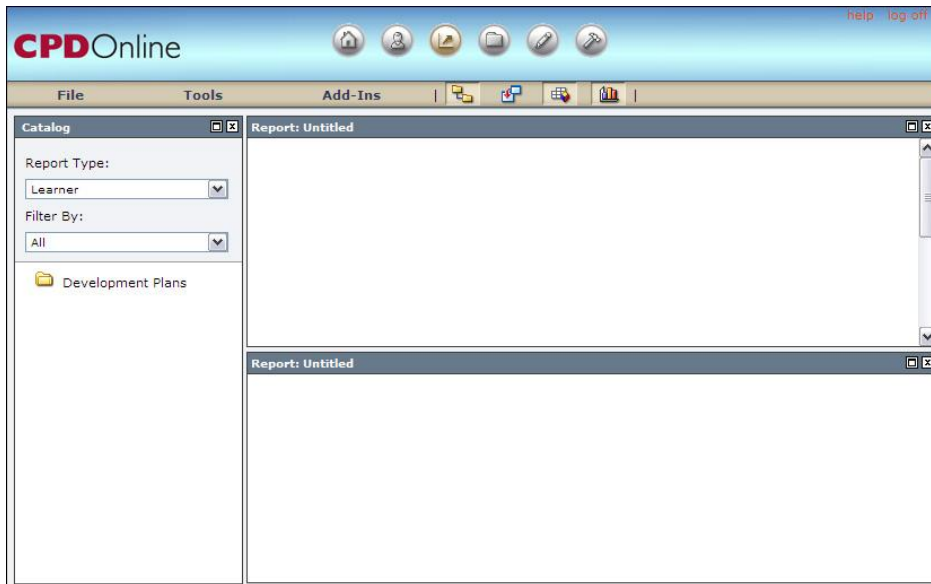 help log off
CPDOnline
File Tools Add-Ins
Catalog
Report: Untitled
Report Type:
Learner
Filter By:
All
Development Plans
Report: Untitled